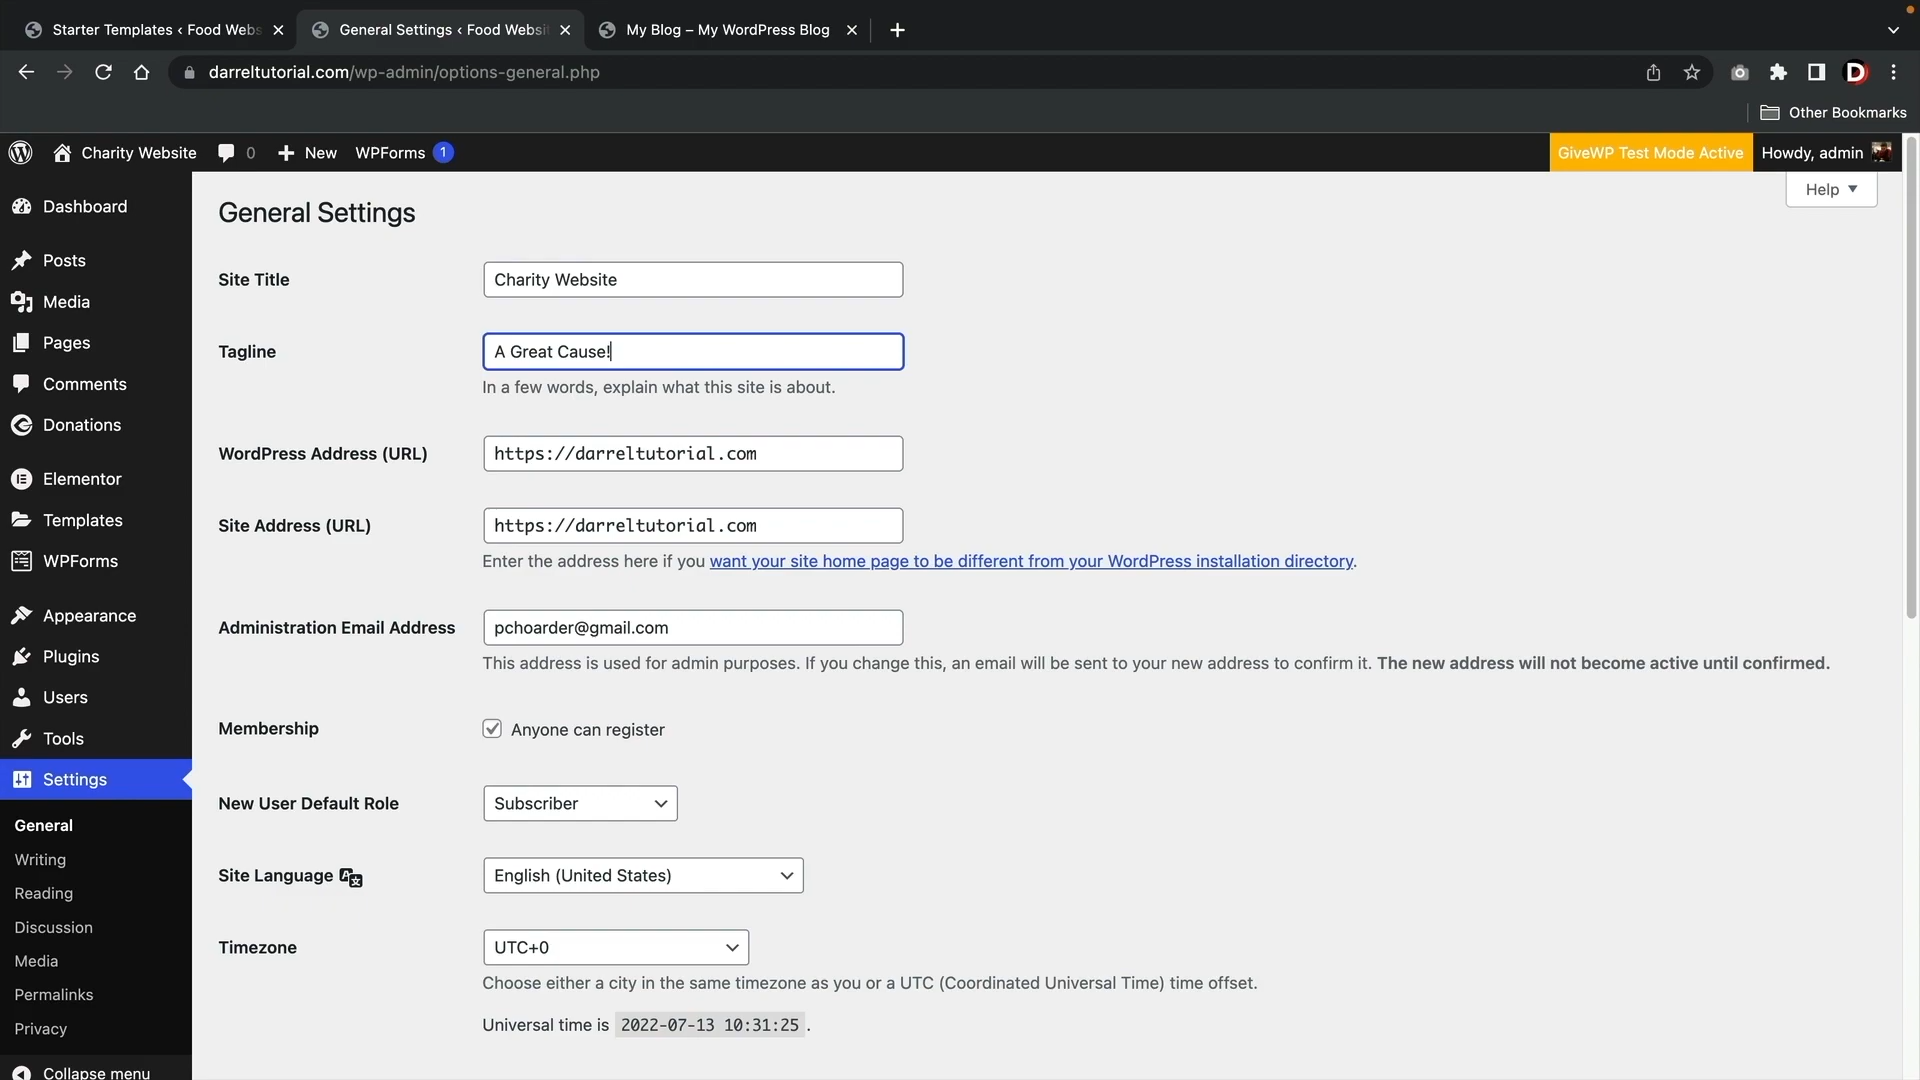 Starter Templates ‹ Food Webs
General Settings ‹ Food Websit
My Blog – My WordPress Blog
darreltutorial.com/wp-admin/options-general.php
D
Other Bookmarks
Charity Website
0
New
WPForms 1
GiveWP Test Mode Active
Howdy, admin
Help
Dashboard
Posts
Media
Pages
Comments
Donations
Elementor
Templates
WPForms
Appearance
Plugins
Users
Tools
Settings
General
Writing
Reading
Discussion
Media
Permalinks
Privacy
Collapse menu
General Settings
Site Title
Charity Website
Tagline
A Great Cause!
In a few words, explain what this site is about.
WordPress Address (URL)
https://darreltutorial.com
Site Address (URL)
https://darreltutorial.com
Enter the address here if you want your site home page to be different from your WordPress installation directory.
Administration Email Address
pchoarder@gmail.com
This address is used for admin purposes. If you change this, an email will be sent to your new address to confirm it. The new address will not become active until confirmed.
Membership
Anyone can register
New User Default Role
Subscriber
Site Language
English (United States)
Timezone
UTC+0
Choose either a city in the same timezone as you or a UTC (Coordinated Universal Time) time offset.
Universal time is 2022-07-13 10:31:25 .